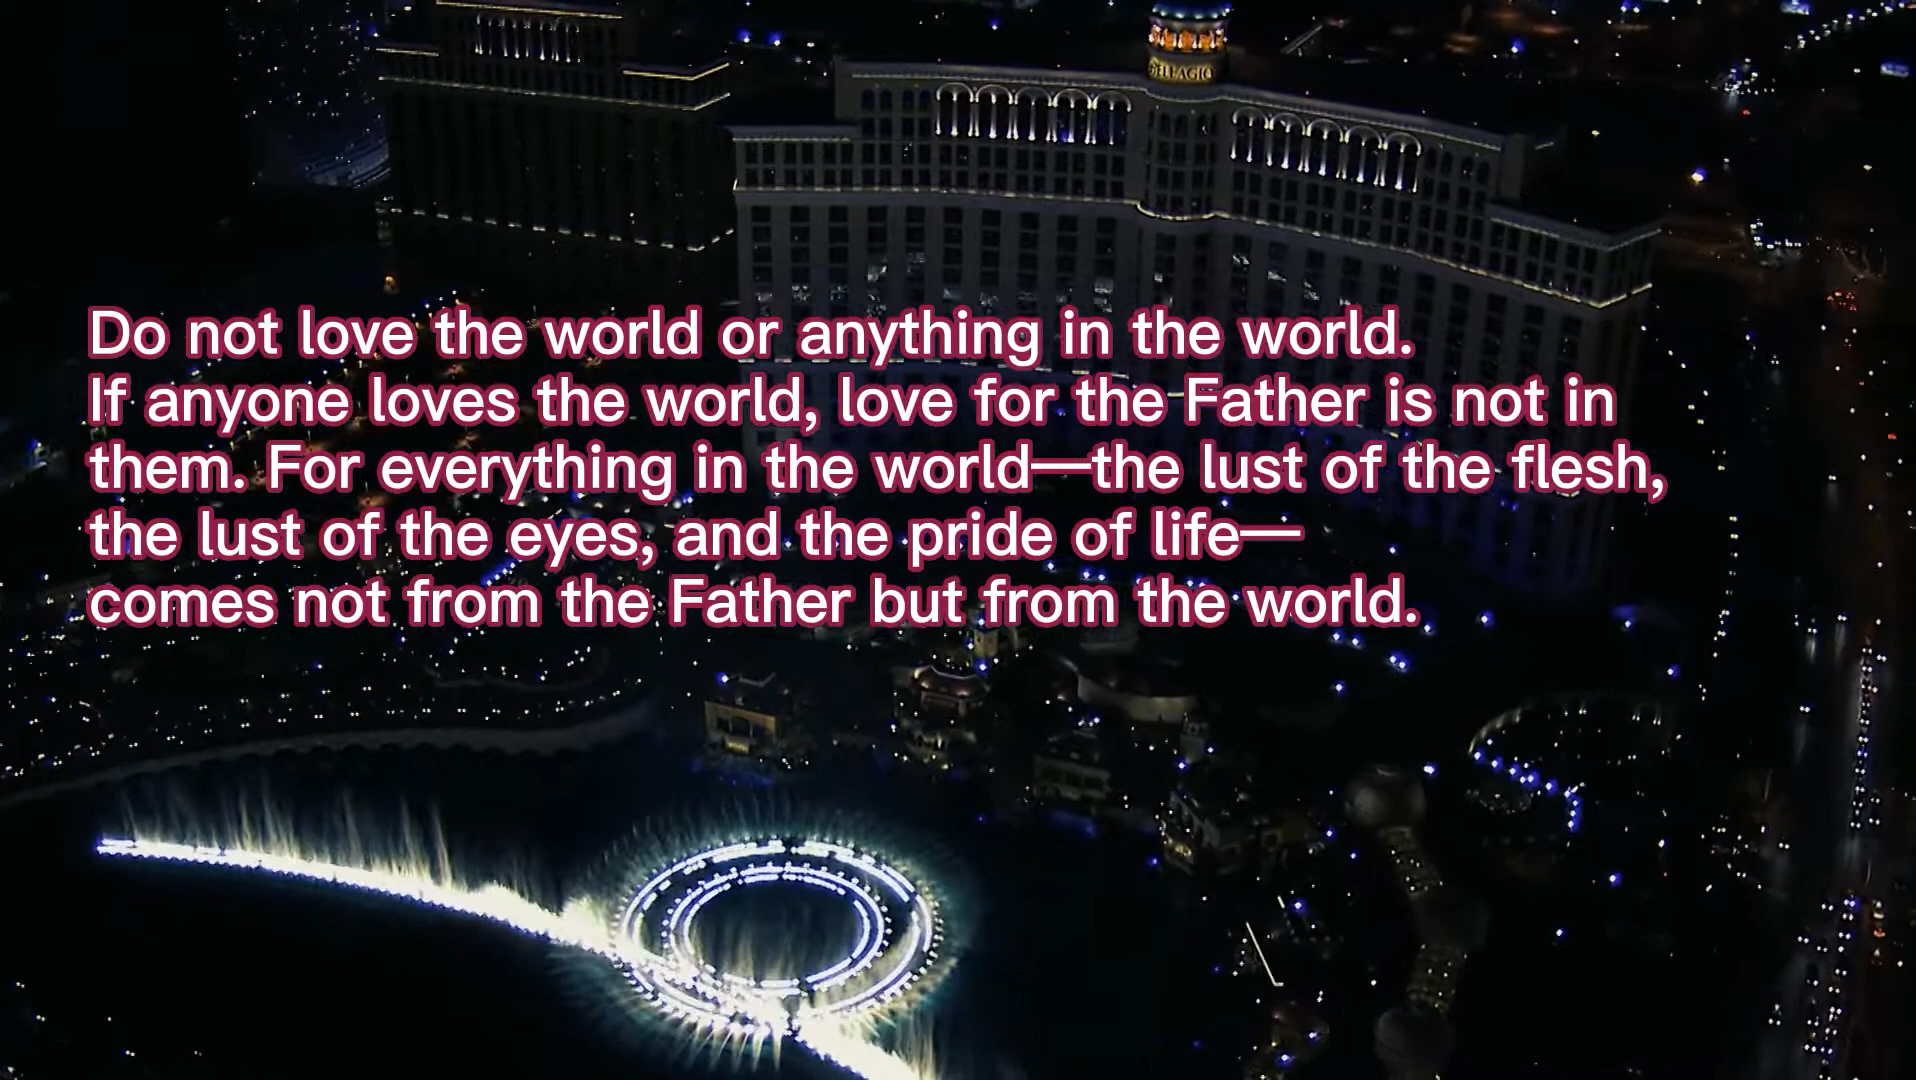 BELLAGIO
Do not love the world or anything in the world.
If anyone loves the world, love for the Father is not in
them. For everything in the world—the lust of the flesh,
the lust of the eyes, and the pride of life—
comes not from the Father but from the world.